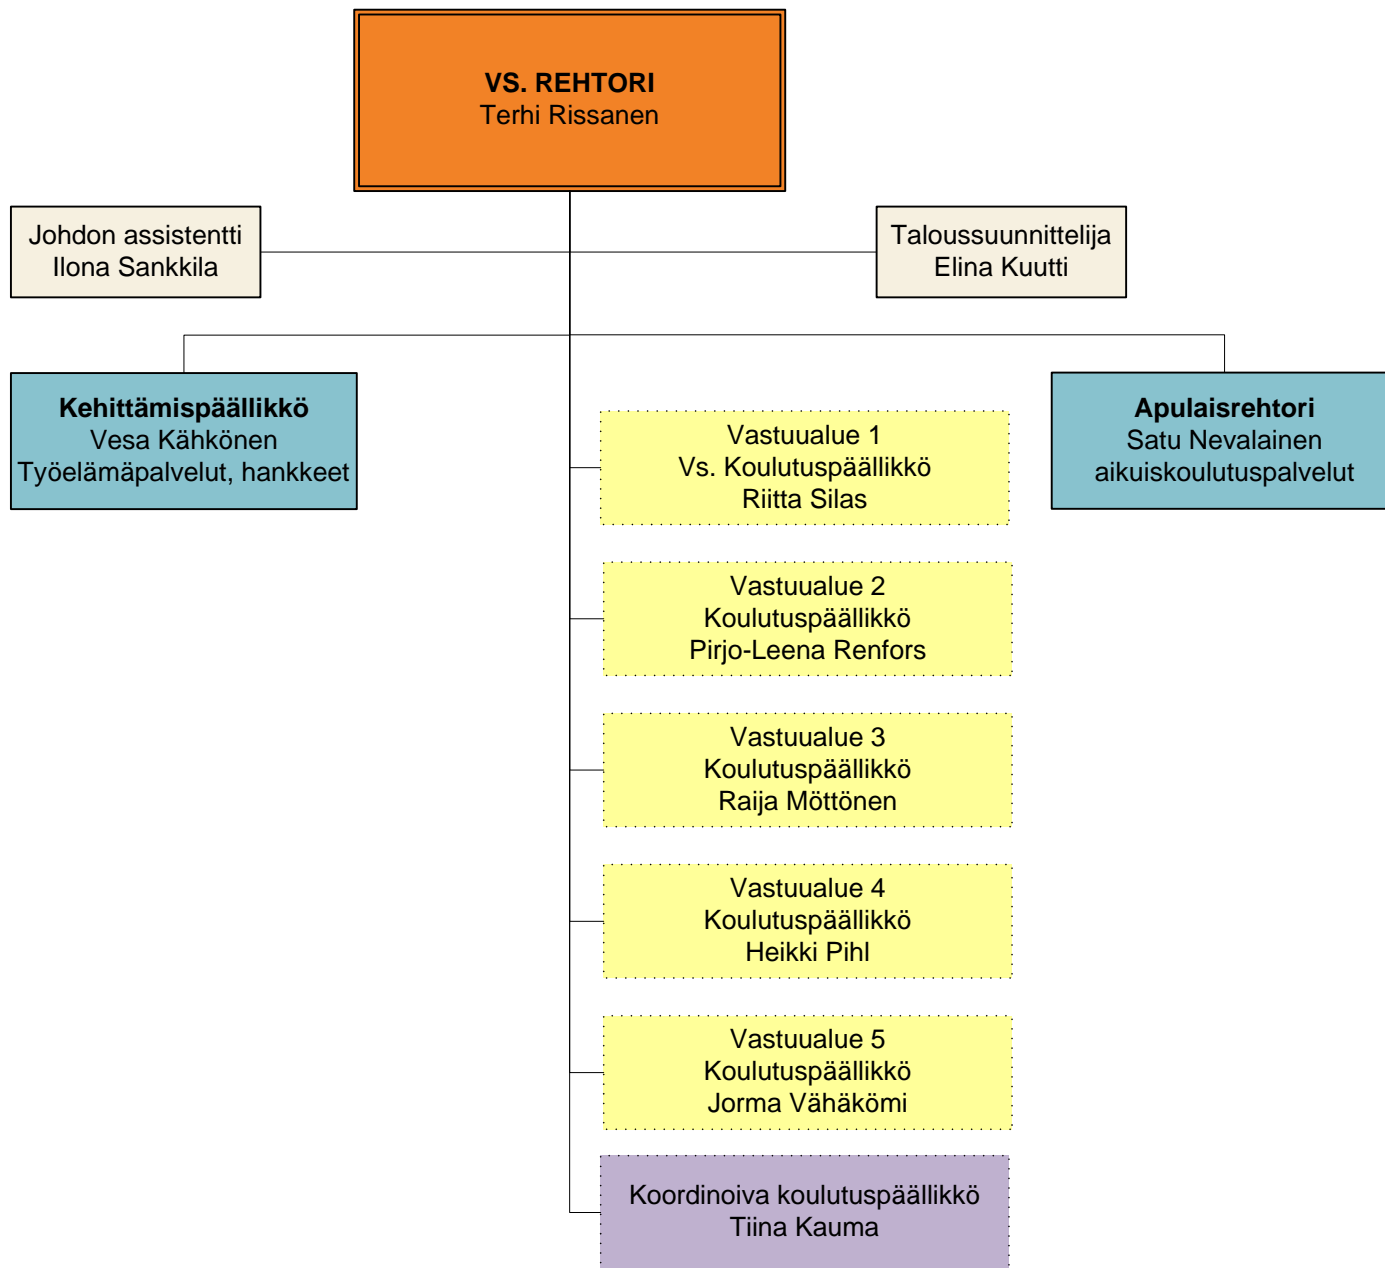 VS. REHTORI
Terhi Rissanen
Johdon assistentti
Ilona Sankkila
Taloussuunnittelija
Elina Kuutti
Kehittämispäällikkö
Vesa Kähkönen
Työelämäpalvelut, hankkeet
Apulaisrehtori
Satu Nevalainen
aikuiskoulutuspalvelut
Vastuualue 1
Vs. Koulutuspäällikkö
Riitta Silas
Vastuualue 2
Koulutuspäällikkö
Pirjo-Leena Renfors
Vastuualue 3
Koulutuspäällikkö
Raija Möttönen
Vastuualue 4
Koulutuspäällikkö
Heikki Pihl
Vastuualue 5
Koulutuspäällikkö
Jorma Vähäkömi
Koordinoiva koulutuspäällikkö
Tiina Kauma